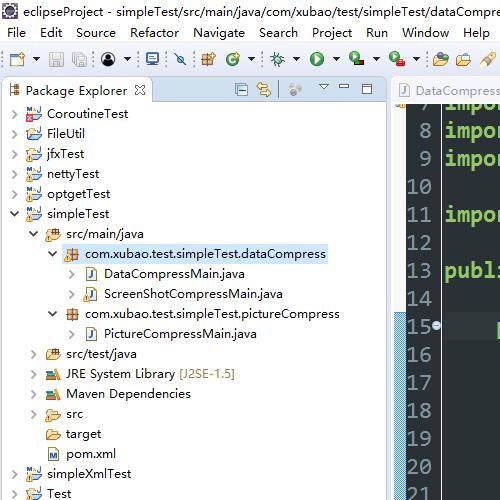 eclipseProject - simpleTest/src/main/java/com/xubao/test/simpleTest/dataCompres
File Edit Source Refactor Navigate Search Project Run Window Help
Package Explorer
DataCompress
CoroutineTest
FileUtil
jfxTest
nettyTest
optgetTest
simpleTest
src/main/java
com.xubao.test.simpleTest.dataCompress
DataCompressMain.java
ScreenShotCompressMain.java
com.xubao.test.simpleTest.pictureCompress
PictureCompressMain.java
src/test/java
JRE System Library [J2SE-1.5]
Maven Dependencies
src
target
pom.xml
simpleXmlTest
Test
7 impor
8 impor
9 impor
10
11 impor
12
13 publi
14
15
16
17
18
19
20
21